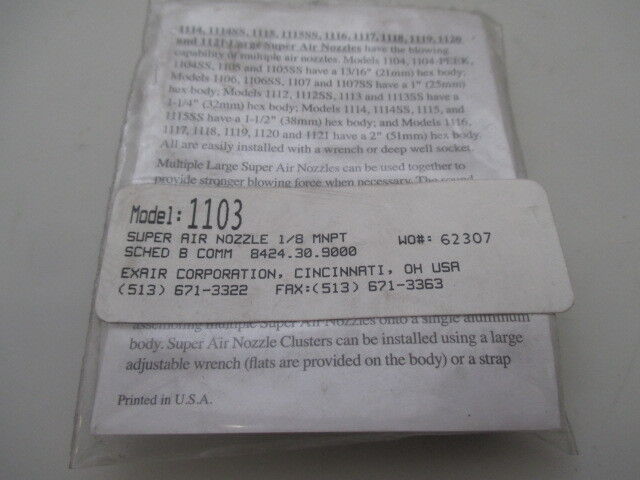 1114, 1114SS, 1115, 1115SS, 1116, 1117, 1118, 1119, 1120
and 1121 Large Super Air Nozzles have the blowing
capability of multiple air nozzles. Models 1104, 1104-PEEK,
1104SS, 1105 and 1105SS have a 13/16" (21mm) hex body;
Models 1106, 1106SS, 1107 and 1107SS have a 1" (25mm)
hex body; Models 1112, 1112SS, 1113 and 1113SS have a
1-1/4" (32mm) hex body; Models 1114, 1114SS, 1115, and
1115SS have a 1-1/2" (38mm) hex body; and Models 1116,
1117, 1118, 1119, 1120 and 1121 have a 2" (51mm) hex body.
All are easily installed with a wrench or deep well socket.
Multiple Large Super Air Nozzles can be used together to
provide stronger blowing force when necessary. The round
Model: 1103
SUPER AIR NOZZLE 1/8 MNPT WO#: 62307
SCHED B COMM 8424.30.9000
EXAIR CORPORATION, CINCINNATI, OH USA
(513) 671-3322 FAX:(513) 671-3363
assembling multiple Super Air Nozzles onto a single aluminum
body. Super Air Nozzle Clusters can be installed using a large
adjustable wrench (flats are provided on the body) or a strap
Printed in U.S.A.